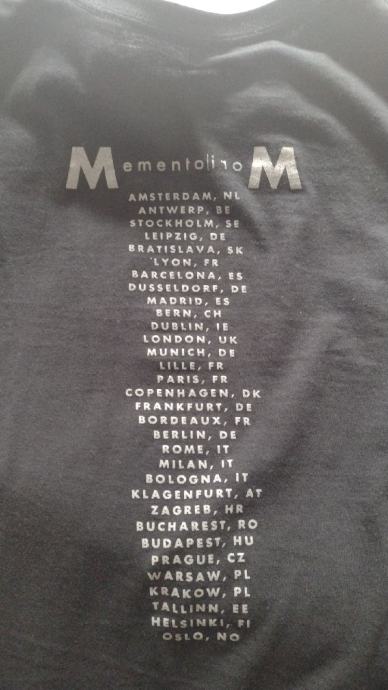 MementolinoM
AMSTERDAM, NL
ANTWERP, BE
STOCKHOLM, SE
LEIPZIG, DE
BRATISLAVA, SK
LYON, FR
BARCELONA, ES
DUSSELDORF, DE
MADRID, ES
BERN, CH
DUBLIN, IE
LONDON, UK
MUNICH, DE
LILLE, FR
PARIS, FR
COPENHAGEN, DK
FRANKFURT, DE
BORDEAUX, FR
BERLIN, DE
ROME, IT
MILAN, IT
BOLOGNA, IT
KLAGENFURT, AT
ZAGREB, HR
BUCHAREST, RO
BUDAPEST, HU
PRAGUE, CZ
WARSAW, PL
KRAKOW, PL
TALLINN, EE
HELSINKI, FI
OSLO, NO